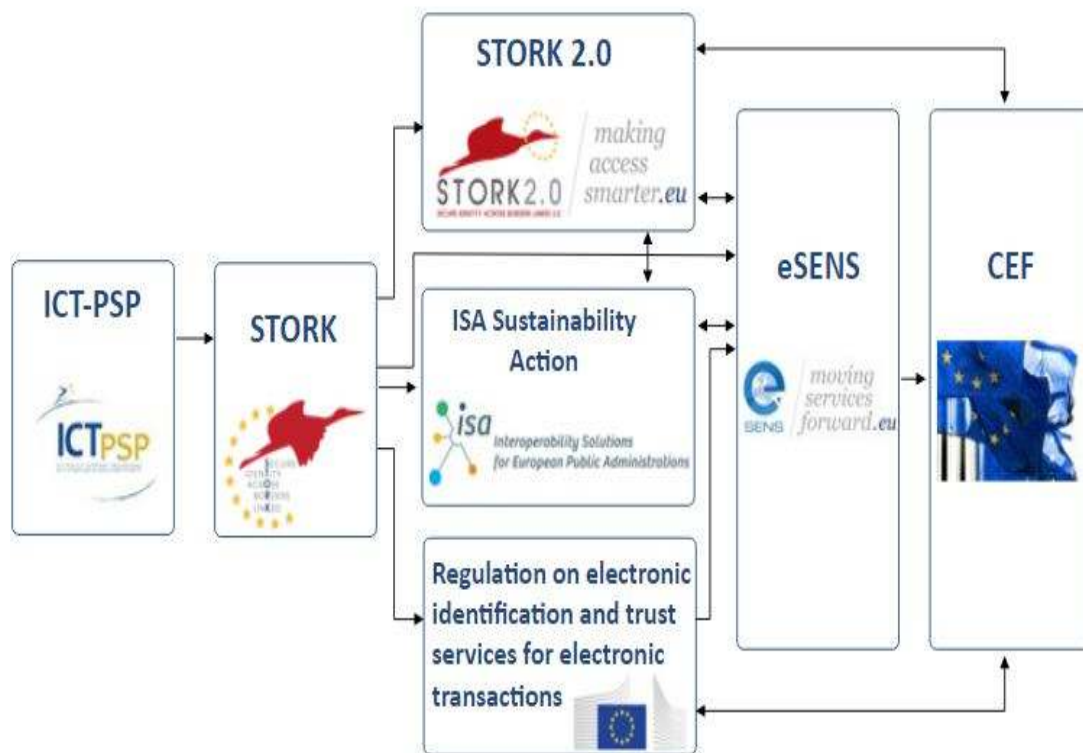 STORK 2.0
STORK2.0
making
access
smarter.eu
ICT-PSP
ICTPSP
STORK
ISA Sustainability
Action
isa
Interoperability Solutions
for European Public Administrations
Regulation on electronic
identification and trust
services for electronic
transactions
eSENS
e
SENS
moving
services
forward.eu
CEF